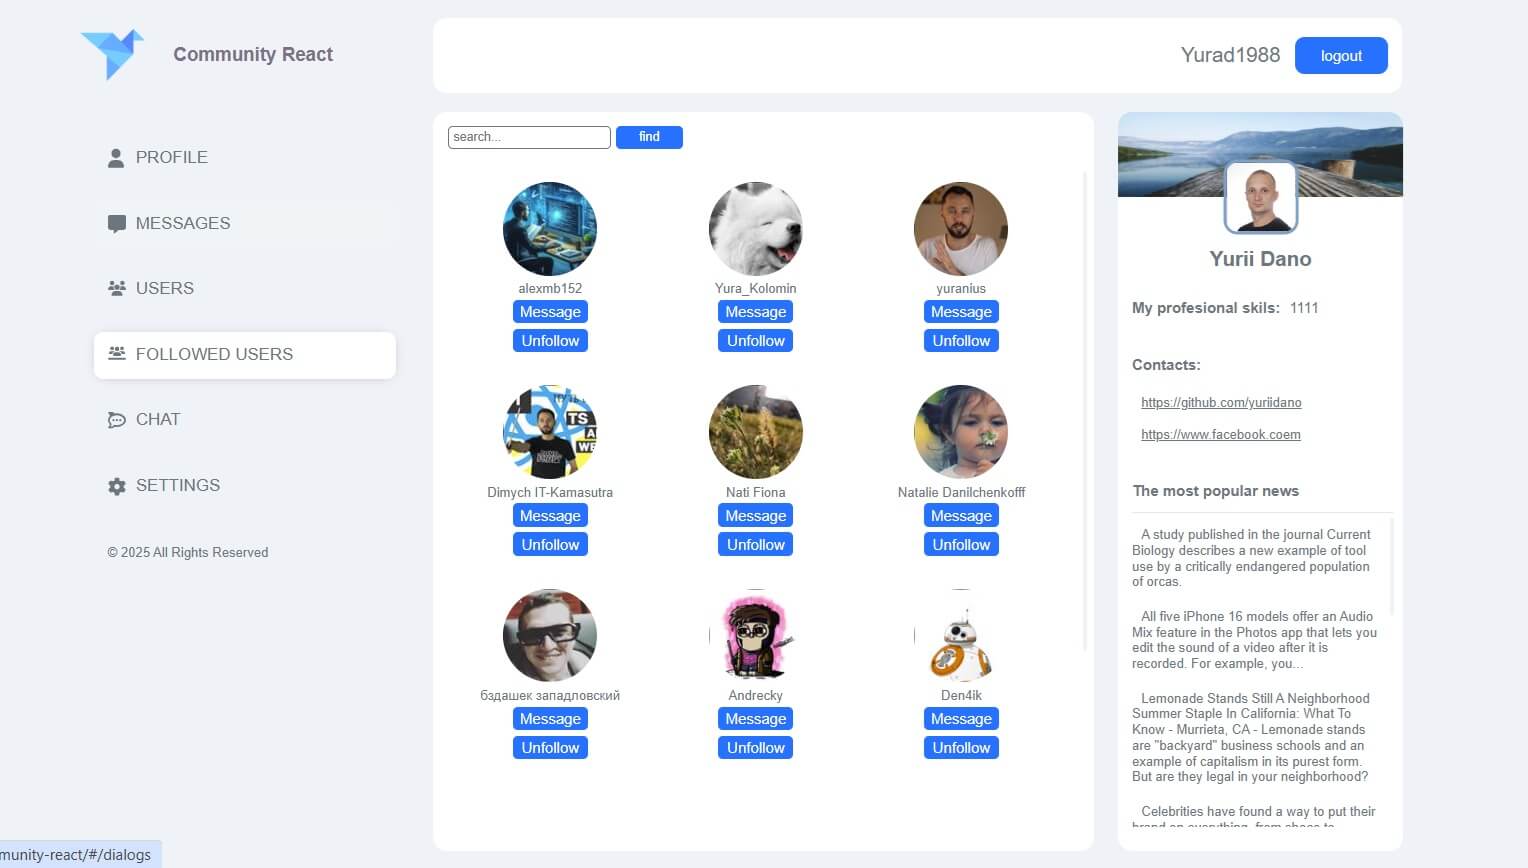 Community React
Yurad1988
logout
PROFILE
MESSAGES
USERS
FOLLOWED USERS
CHAT
SETTINGS
© 2025 All Rights Reserved
search...
find
alexmb152
Message
Unfollow
Yura_Kolomin
Message
Unfollow
yuranius
Message
Unfollow
TS
Dimych IT-Kamasutra
Message
Unfollow
Nati Fiona
Message
Unfollow
Natalie Danilchenkofff
Message
Unfollow
бздашек западловский
Message
Unfollow
Andrecky
Message
Unfollow
Den4ik
Message
Unfollow
Yurii Dano
My profesional skils: 1111
Contacts:
https://github.com/yuriidano
https://www.facebook.coem
The most popular news
A study published in the journal Current
Biology describes a new example of tool
use by a critically endangered population
of orcas.
All five iPhone 16 models offer an Audio
Mix feature in the Photos app that lets you
edit the sound of a video after it is
recorded. For example, you...
Lemonade Stands Still A Neighborhood
Summer Staple In California: What To
Know - Murrieta, CA - Lemonade stands
are "backyard" business schools and an
example of capitalism in its purest form.
But are they legal in your neighborhood?
Celebrities have found a way to put their
brand on everything, from shoes to
munity-react/#/dialogs